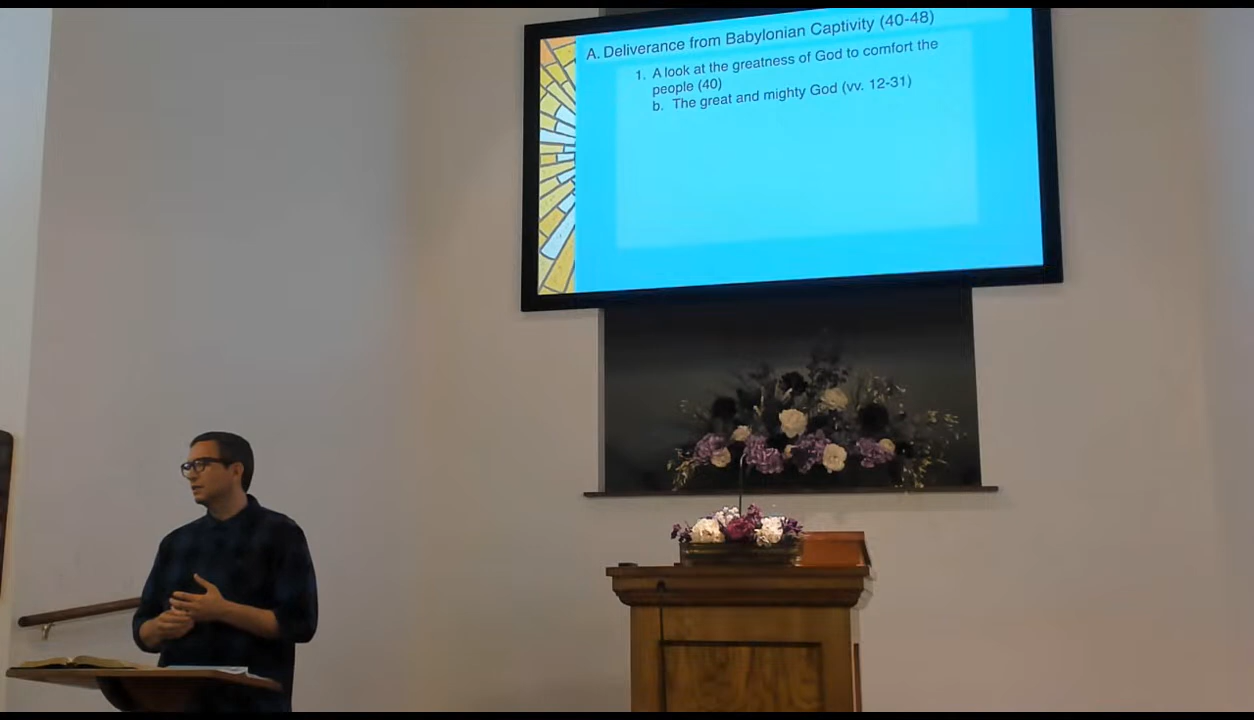 A. Deliverance from Babylonian Captivity (40-48)
1. A look at the greatness of God to comfort the
people (40)
b. The great and mighty God (vv. 12-31)